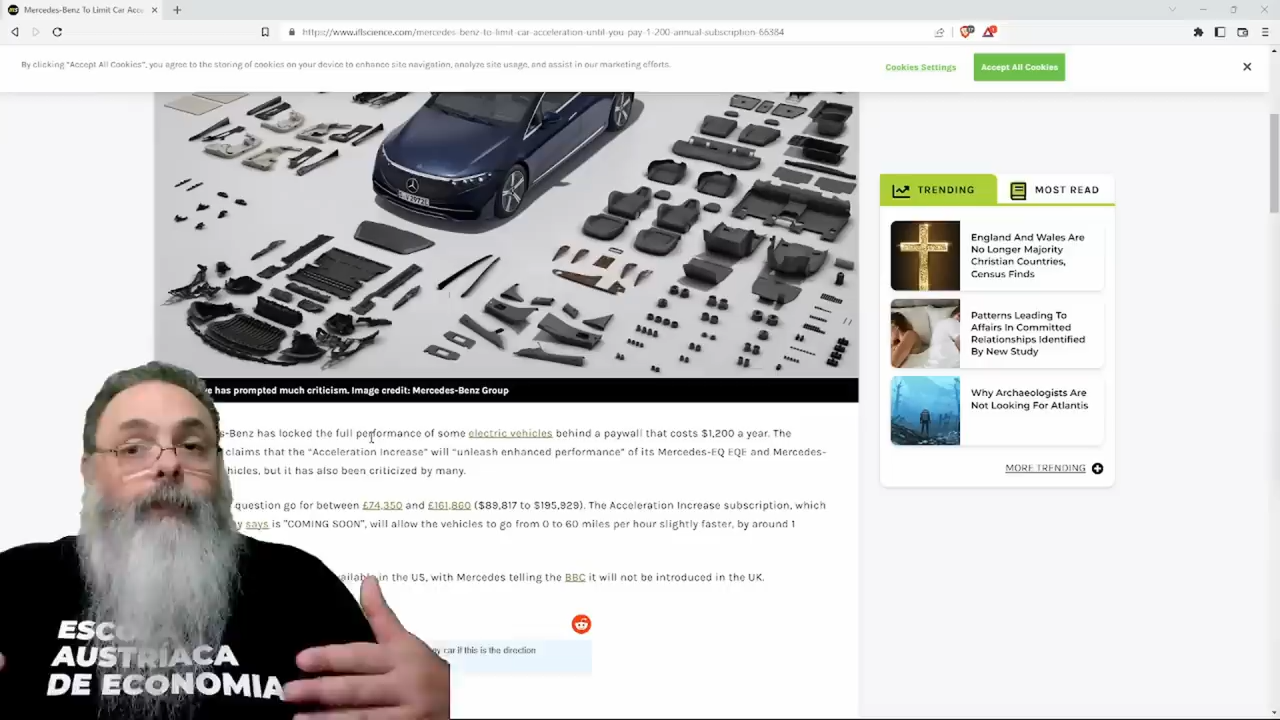 Mercedes-Benz To Limit Car Acce
https://www.iflscience.com/mercedes-benz-to-limit-car-acceleration-until-you-pay-1-200-annual-subscription-66384
By clicking "Accept All Cookies", you agree to the storing of cookies on your device to enhance site navigation, analyze site usage, and assist in our marketing efforts.
Cookies Settings
Accept All Cookies
TRENDING
MOST READ
England And Wales Are
No Longer Majority
Christian Countries,
Census Finds
Patterns Leading To
Affairs In Committed
Relationships Identified
By New Study
Why Archaeologists Are
Not Looking For Atlantis
MORE TRENDING
has prompted much criticism. Image credit: Mercedes-Benz Group
s-Benz has locked the full performance of some electric vehicles behind a paywall that costs $1,200 a year. The
claims that the "Acceleration Increase" will "unleash enhanced performance" of its Mercedes-EQ EQE and Mercedes-
hicles, but it has also been criticized by many.
question go for between £74,350 and £161,860 ($89,817 to $195,929). The Acceleration Increase subscription, which
says is "COMING SOON", will allow the vehicles to go from 0 to 60 miles per hour slightly faster, by around 1
in the US, with Mercedes telling the BBC it will not be introduced in the UK.
car if this is the direction
ESCO
AUSTRÍACA
DE ECONOMIA